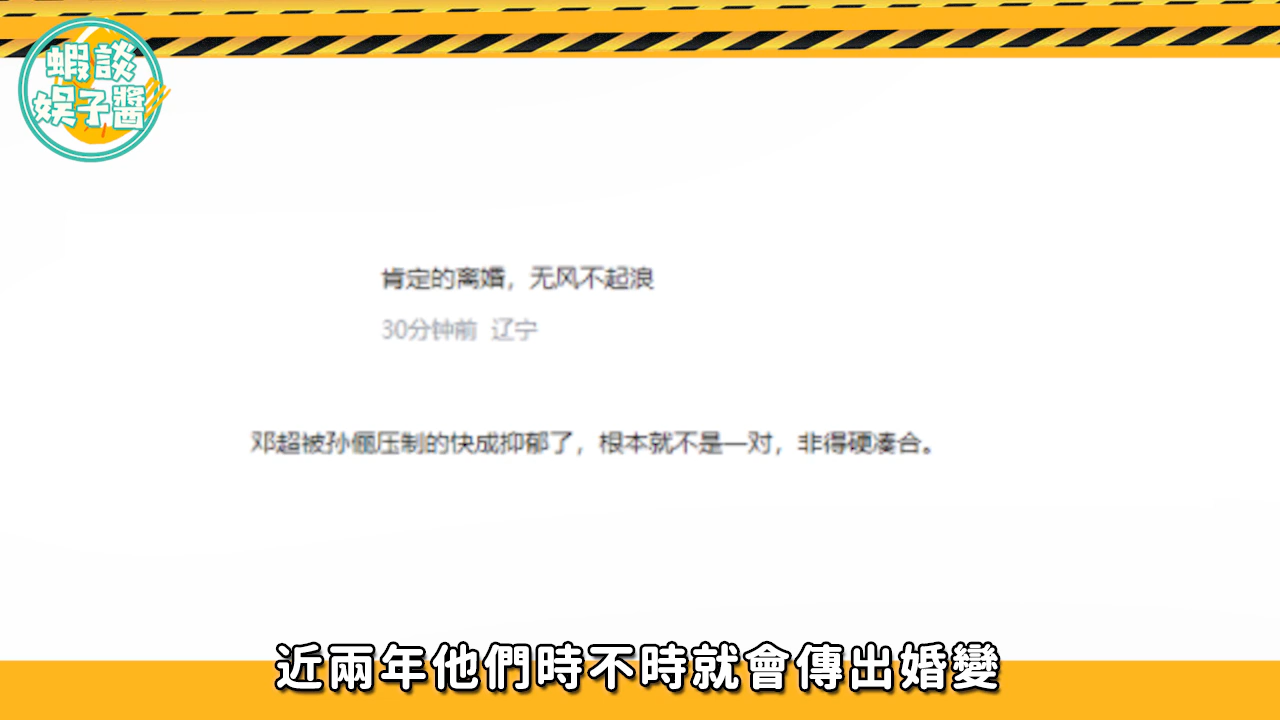 蝦談
娛子醬
肯定的离婚，无风不起浪
30分钟前 辽宁
邓超被孙俪压制的快成抑郁了，根本就不是一对，非得硬凑合。
近兩年他們時不時就會傳出婚變